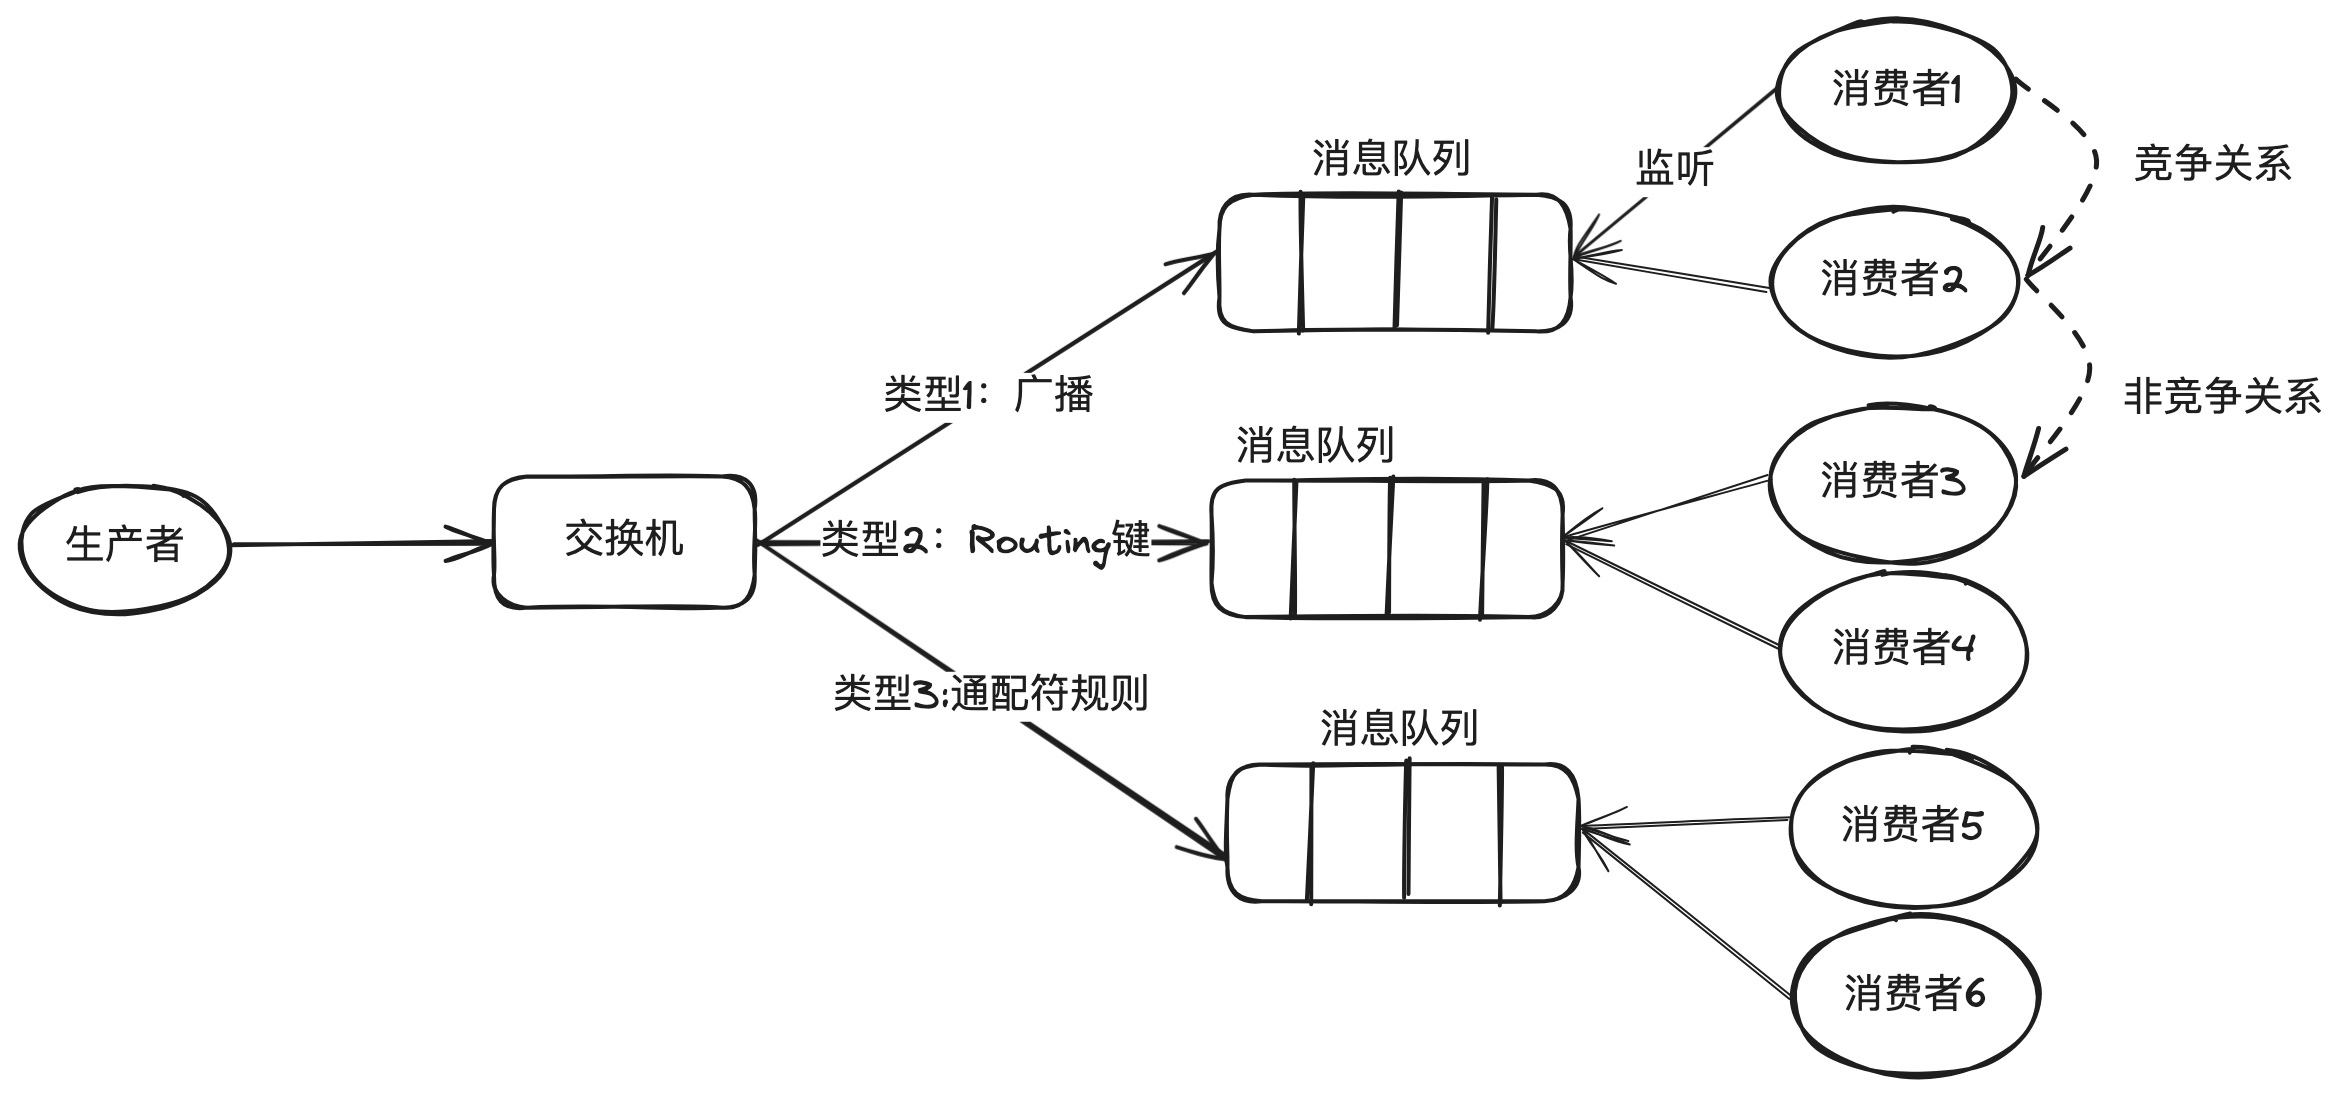 消费者1
竞争关系
消息队列
监听
消费者2
类型1：广播
非竞争关系
消息队列
消费者3
生产者
交换机
类型2：Routing键
消费者4
类型3:通配符规则
消息队列
消费者5
消费者6